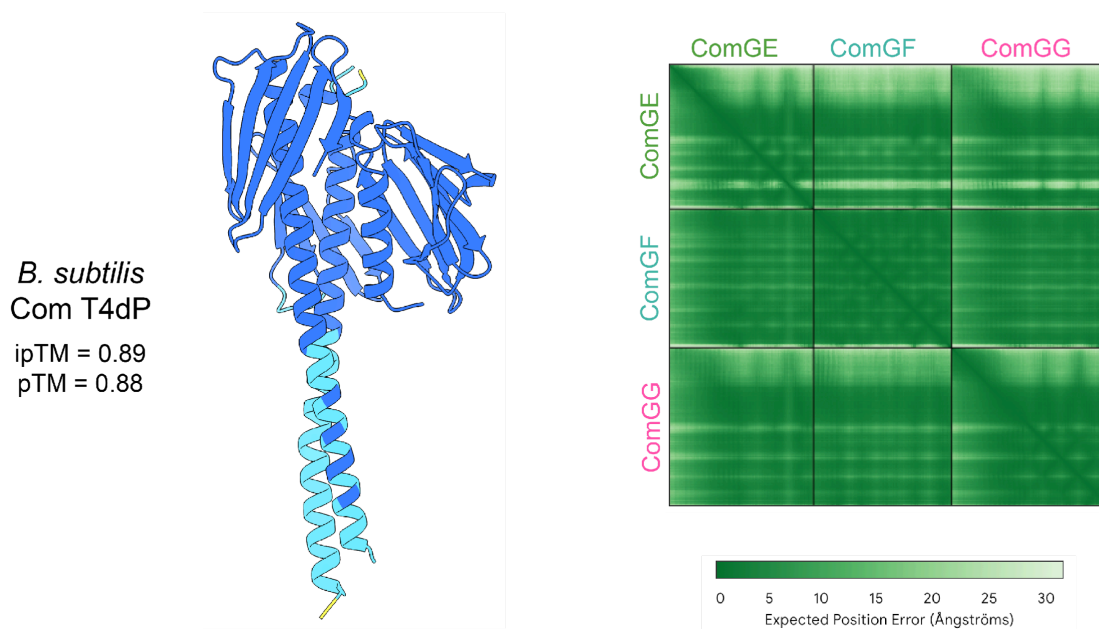 B. subtilis
Com T4dP
ipTM = 0.89
pTM = 0.88
ComGE ComGF ComGG
ComGE
ComGF
ComGG
0 5 10 15 20 25 30
Expected Position Error (Ångströms)